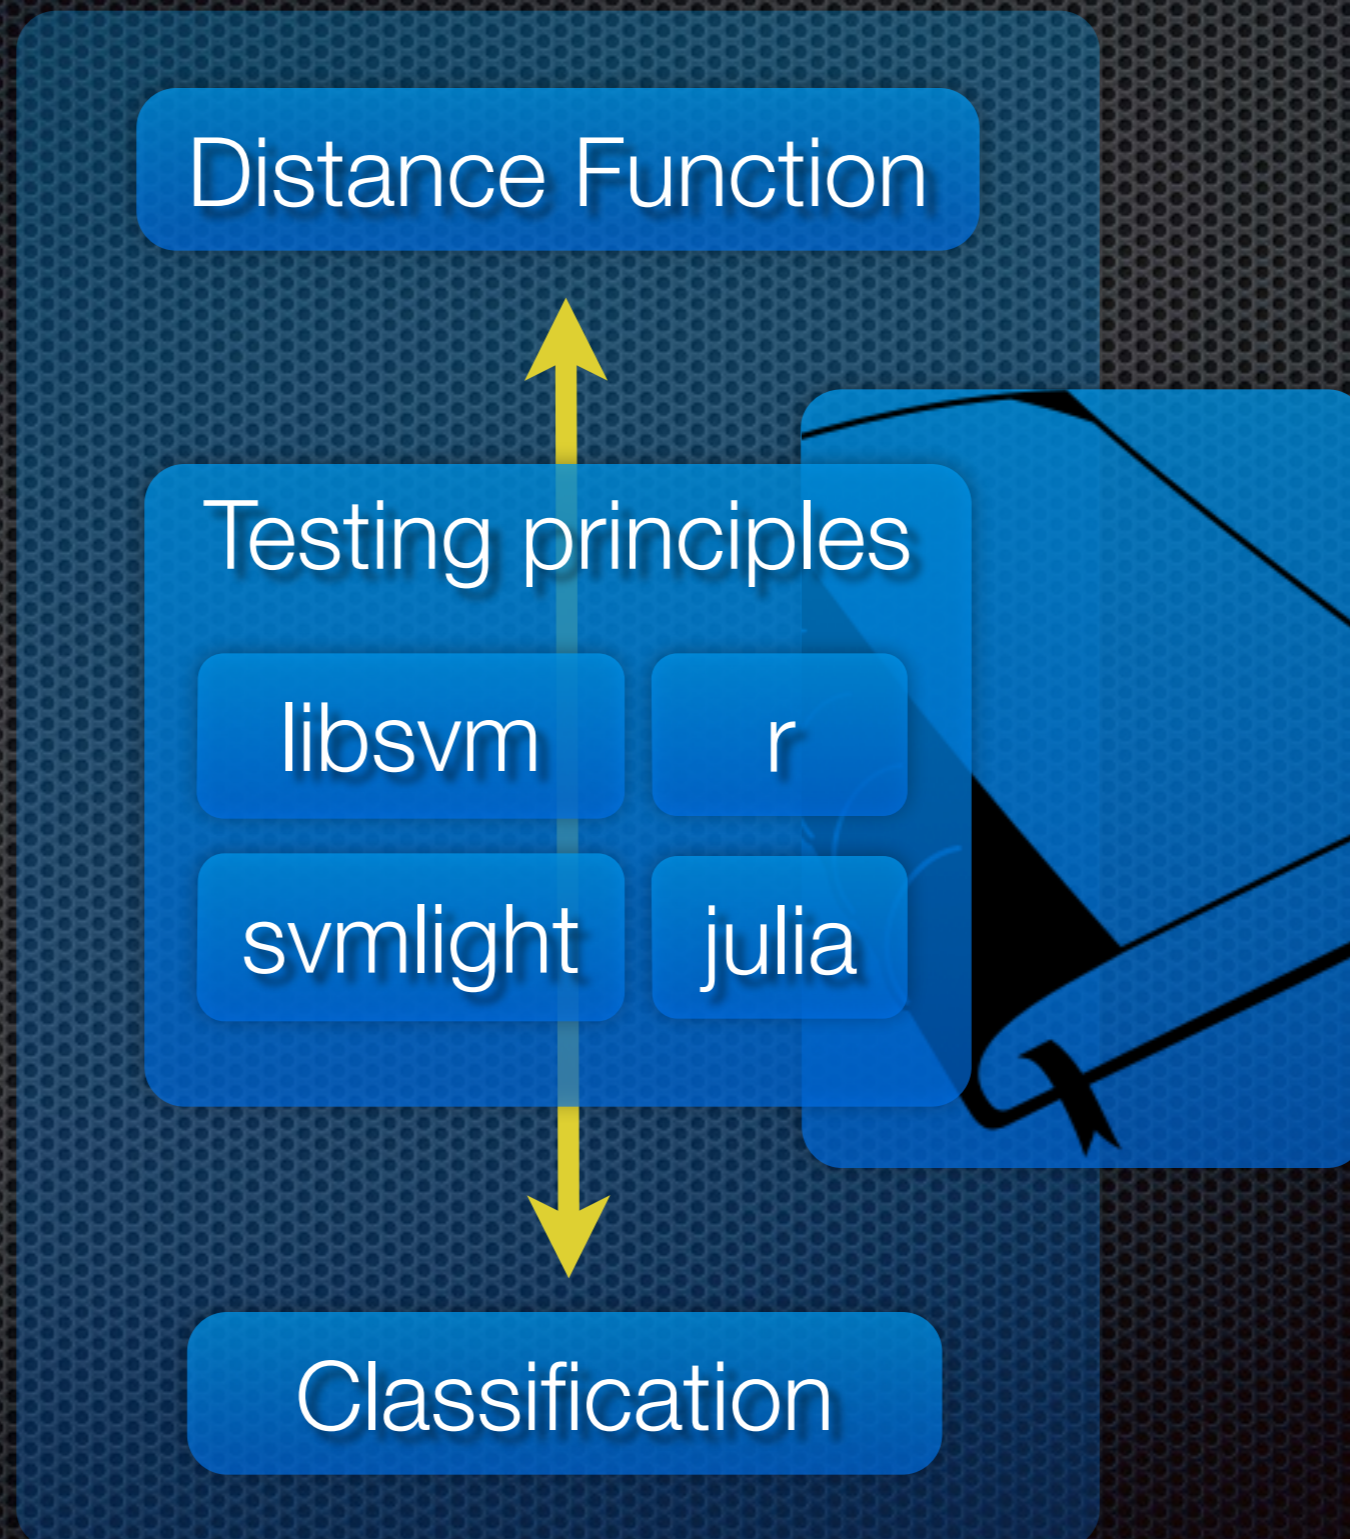 Distance Function
Testing principles
libsvm r
svmlight julia
Classification